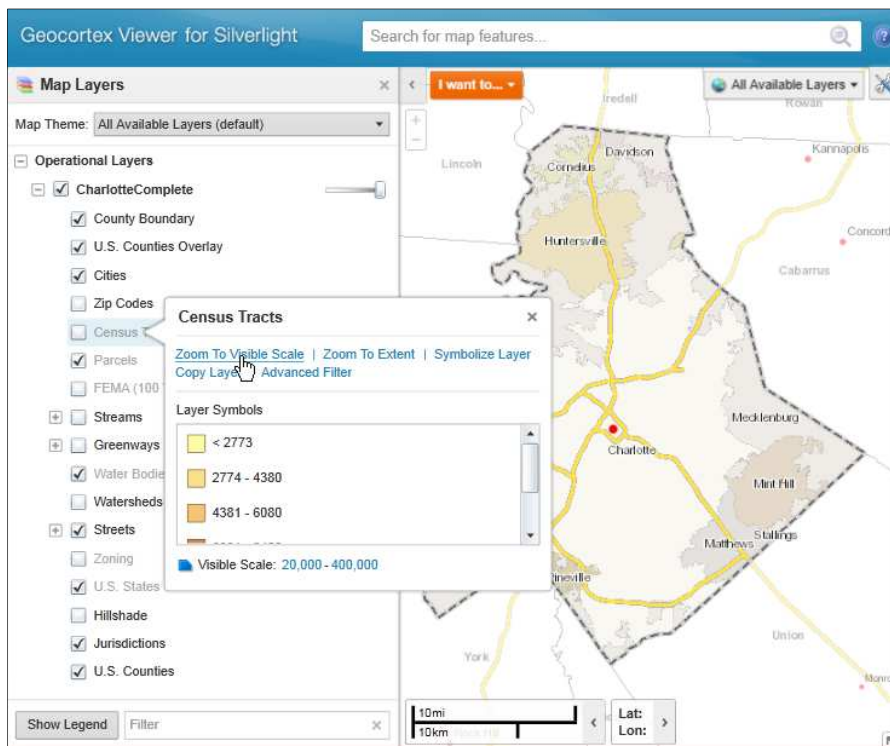 Geocortex Viewer for Silverlight
Search for map features...
Map Layers
I want to...
All Available Layers
Map Theme: All Available Layers (default)
Operational Layers
CharlotteComplete
County Boundary
U.S. Counties Overlay
Cities
Zip Codes
Census
Parcels
FEMA (100
Streams
Greenways
Water Bodie
Watersheds
Streets
Zoning
U.S. States
Hillshade
Jurisdictions
U.S. Counties
Show Legend
Filter
Census Tracts
Zoom To Visible Scale | Zoom To Extent | Symbolize Layer
Copy Laye Advanced Filter
Layer Symbols
< 2773
2774 - 4380
4381 - 6080
Visible Scale: 20,000 - 400,000
Iredell
Rowan
Lincoln
Davidson
Kannapolis
Cornelius
Concord
Huntersville
Cabarrus
Mecklenburg
Charlotte
Mint Hill
Stallings
Matthews
Pineville
Union
York
Monro
10mi
10km
Lat:
Lon: